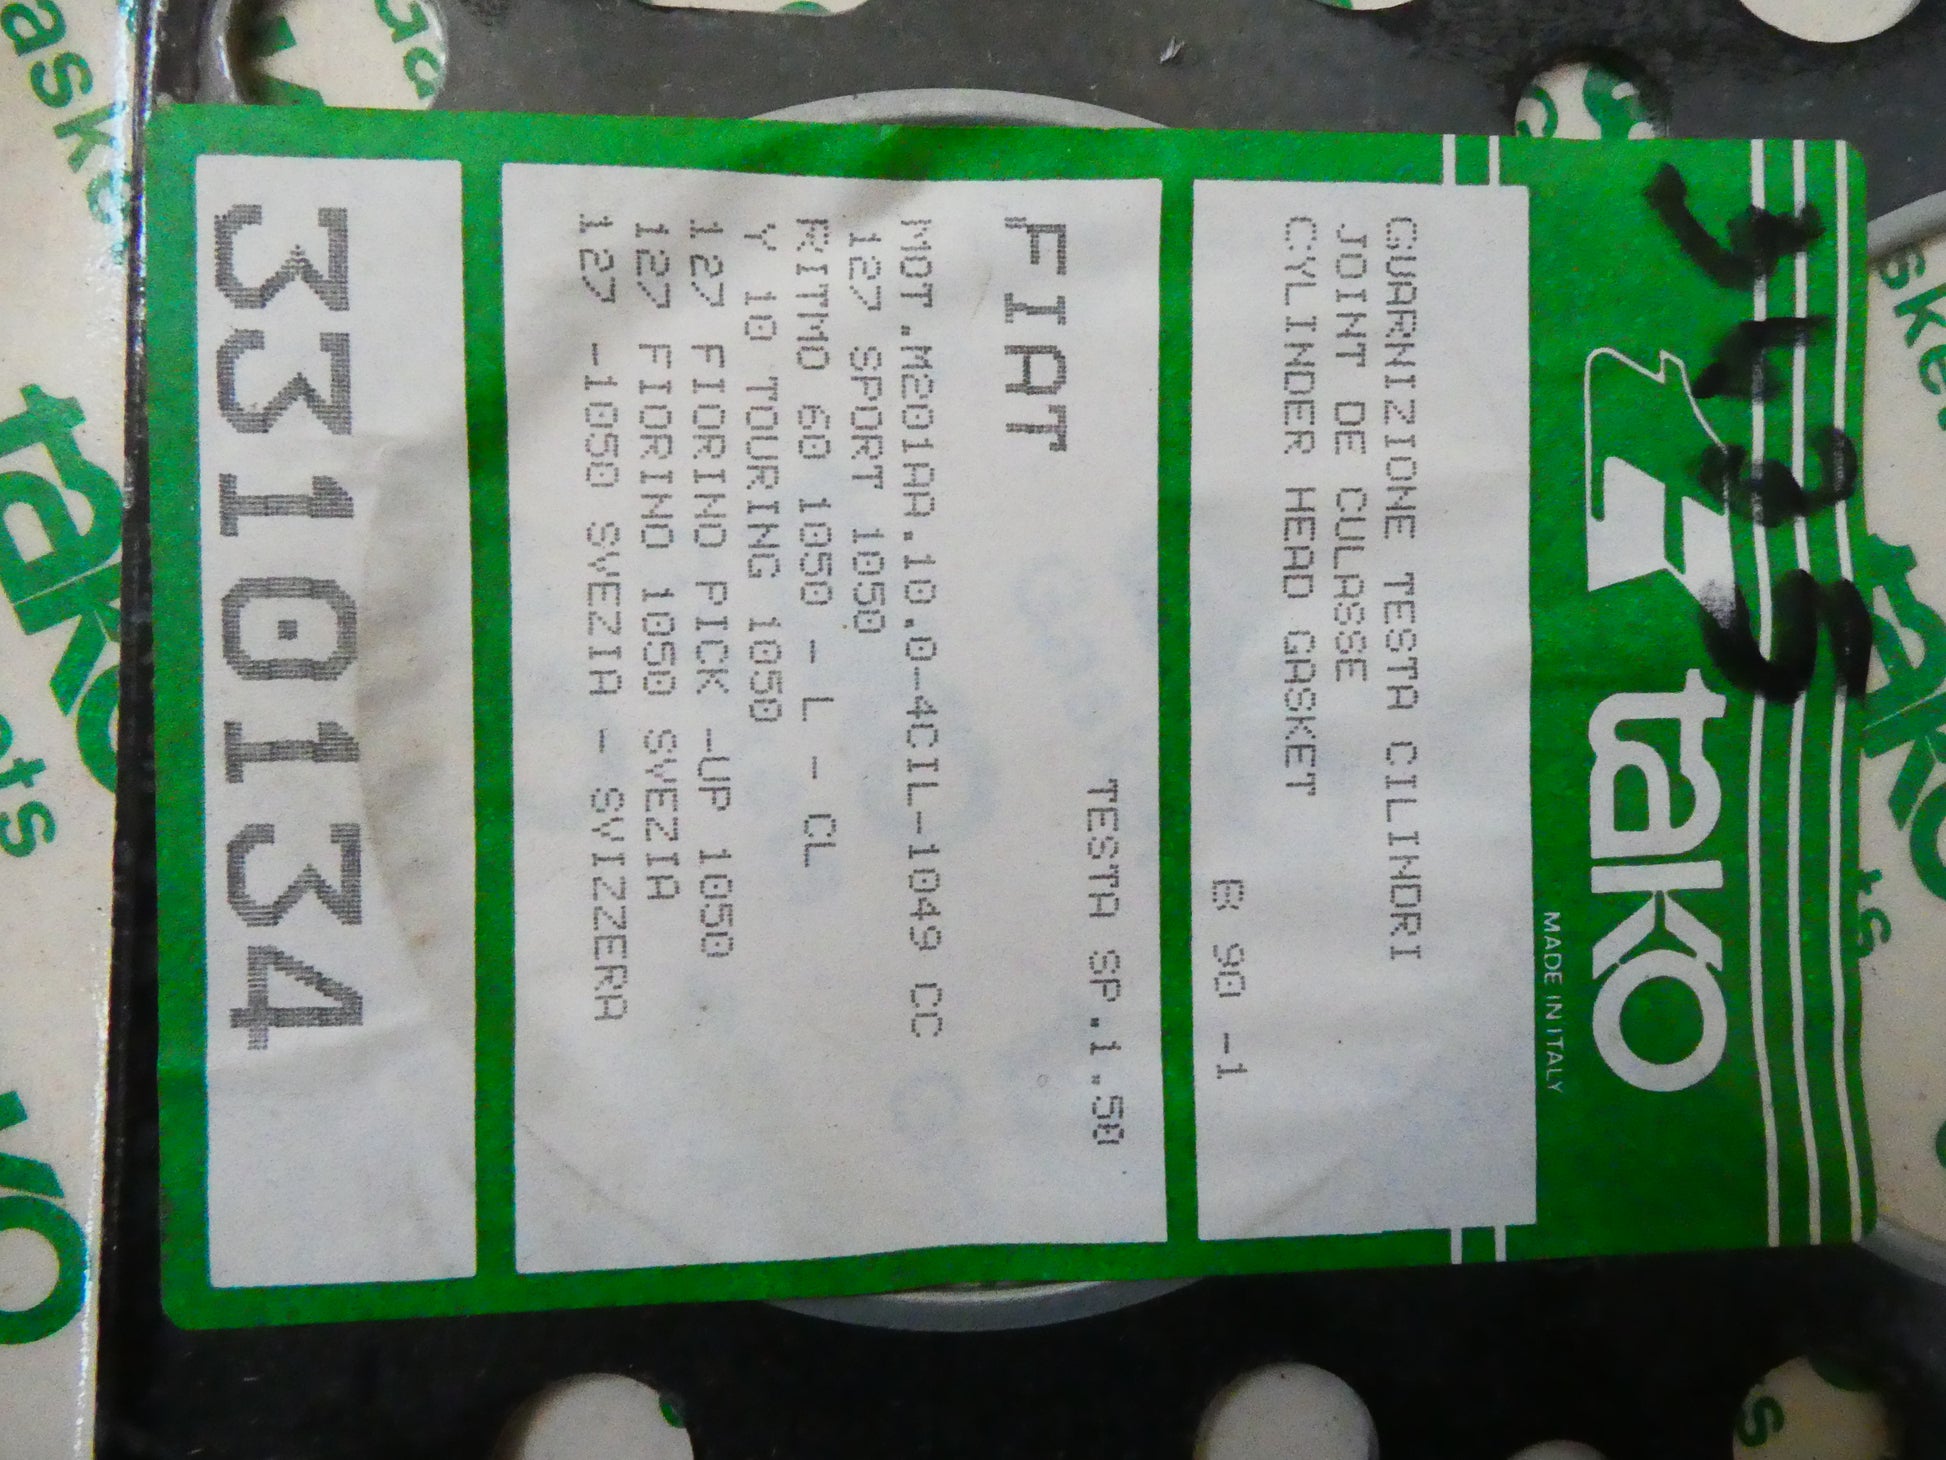 tako
MADE IN ITALY
GUARNIZIONE TESTA CILINDRI
JOINT DE CULASSE
CYLINDER HEAD GASKET
B 90 -1
TESTA SP.1.50
FIAT
MOT.M201AA.10.0-4CIL-1049 CC
127 SPORT 1050
RITMO 60 1050 - L - CL
Y 10 TOURING 1050
127 FIORINO PICK -UP 1050
127 FIORINO 1050 SVEZIA
127 -1050 SVEZIA - SVIZZERA
3310134